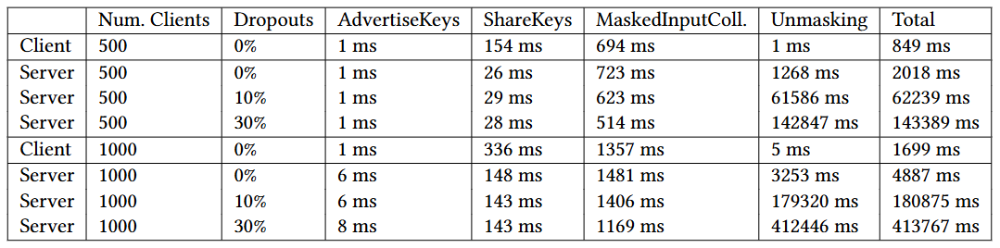 Num. Clients Dropouts AdvertiseKeys ShareKeys MaskedInputColl. Unmasking Total
Client 500 0% 1 ms 154 ms 694 ms 1 ms 849 ms
Server 500 0% 1 ms 26 ms 723 ms 1268 ms 2018 ms
Server 500 10% 1 ms 29 ms 623 ms 61586 ms 62239 ms
Server 500 30% 1 ms 28 ms 514 ms 142847 ms 143389 ms
Client 1000 0% 1 ms 336 ms 1357 ms 5 ms 1699 ms
Server 1000 0% 6 ms 148 ms 1481 ms 3253 ms 4887 ms
Server 1000 10% 6 ms 143 ms 1406 ms 179320 ms 180875 ms
Server 1000 30% 8 ms 143 ms 1169 ms 412446 ms 413767 ms